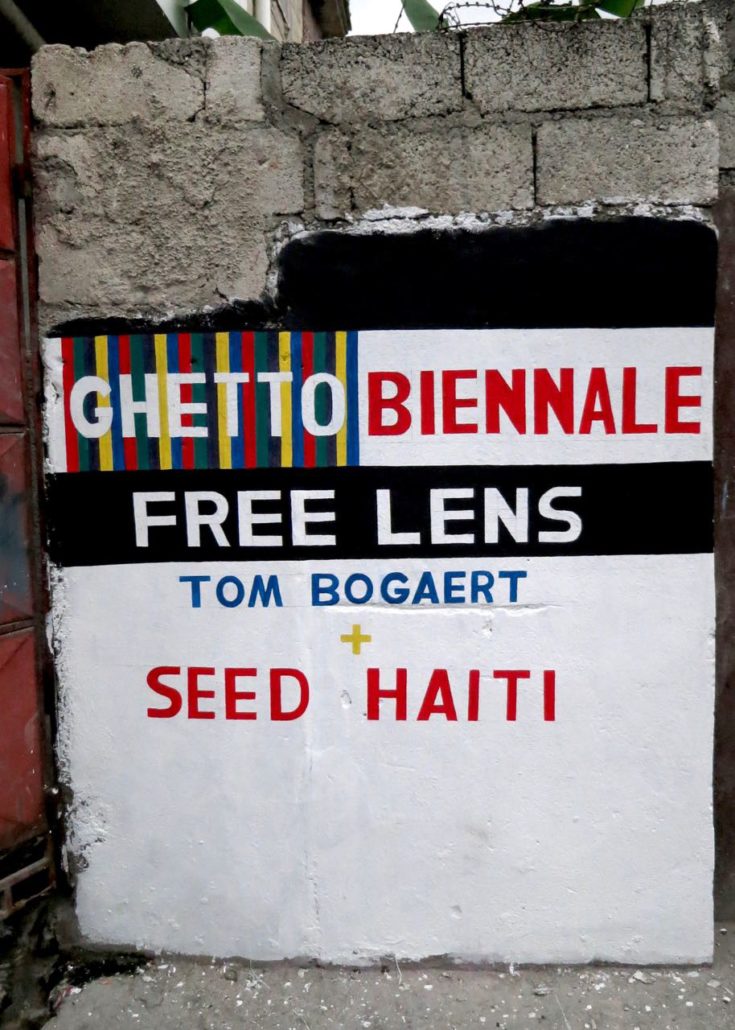 GHETTO BIENNALE
FREE LENS
TOM BOGAERT
+
SEED HAITI